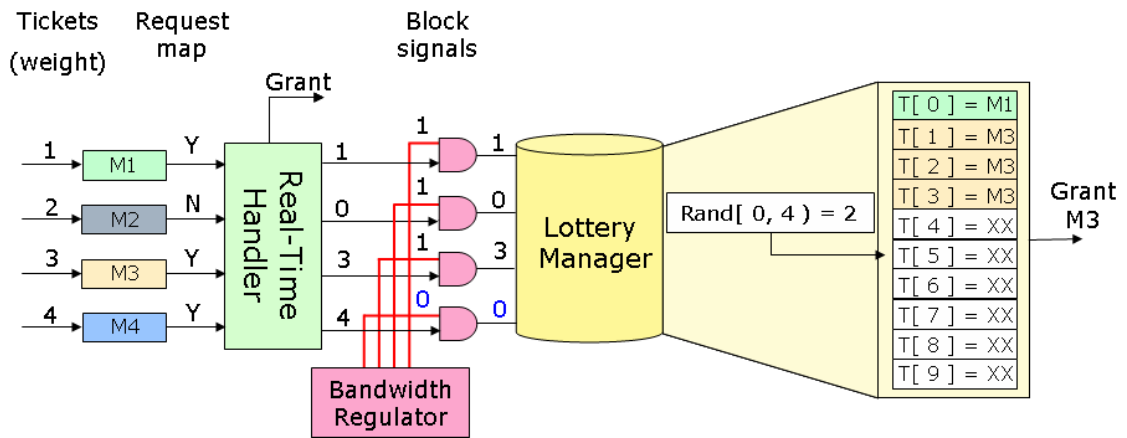 Tickets
(weight)
Request
map
Block
signals
Grant
1
M1
Y
1
1
1
2
M2
N
0
1
0
3
M3
Y
3
1
3
4
M4
Y
4
0
0
Real-Time
Handler
Bandwidth
Regulator
Lottery
Manager
Rand[ 0, 4 ) = 2
T[ 0 ] = M1
T[ 1 ] = M3
T[ 2 ] = M3
T[ 3 ] = M3
T[ 4 ] = XX
T[ 5 ] = XX
T[ 6 ] = XX
T[ 7 ] = XX
T[ 8 ] = XX
T[ 9 ] = XX
Grant
M3